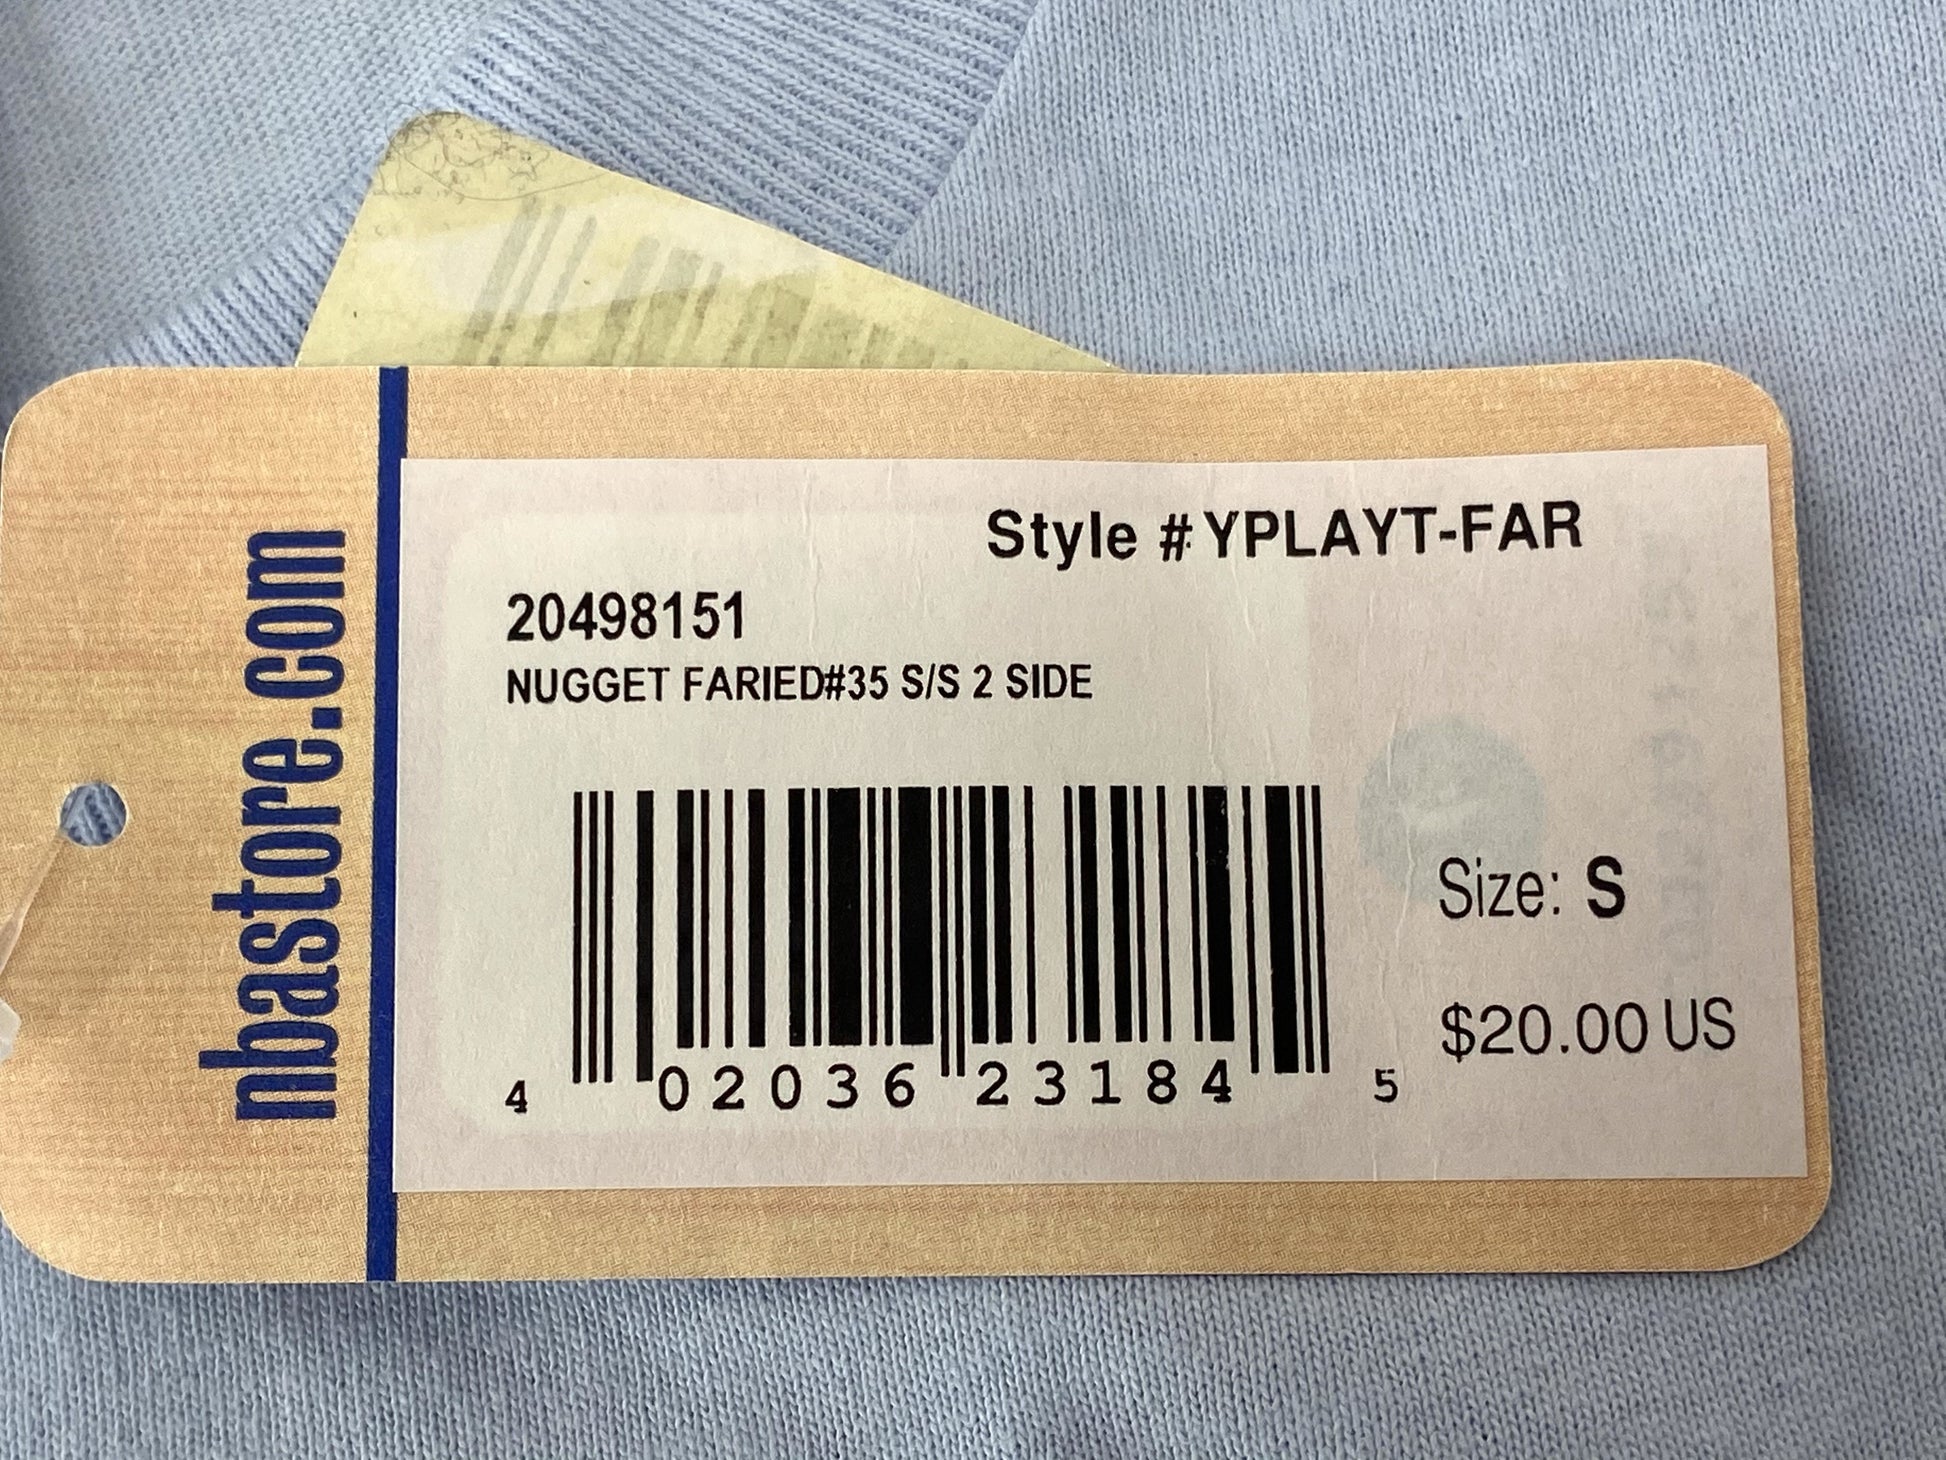 nbastore.com
Style # YPLAYT-FAR
20498151
NUGGET FARIED#35 S/S 2 SIDE
4 02036 23184 5
Size: S
$20.00 US